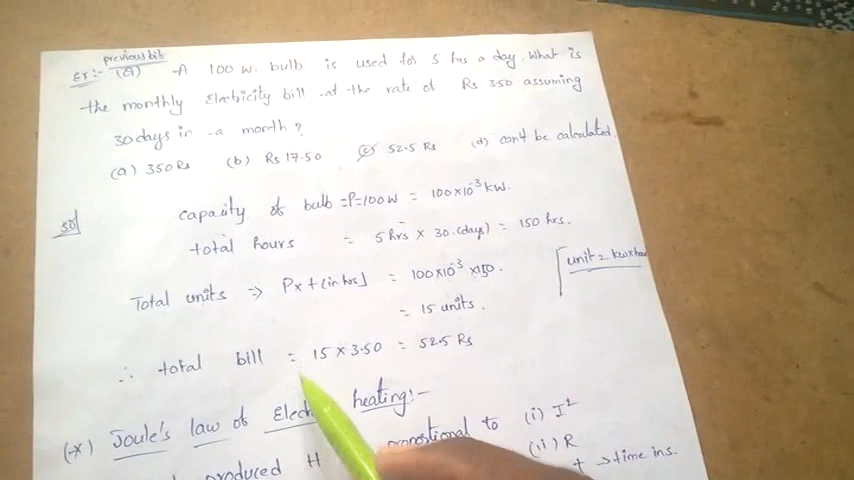 previous bit
Ex:- (Q) A 100 w. bulb is used for 5 hrs a day. What is
the monthly Electricity bill at the rate of Rs 350 assuming
30 days in a month?
(a) 350 Rs (b) Rs 17.50 (c) 52.5 Rs (d) can't be calculated.
Sol capacity of bulb = P = 100W = 100×10⁻³ kW.
total hours = 5 hrs × 30 (days) = 150 hrs.
Total units => P×t (in hrs) = 100×10⁻³ ×150. unit = kw×hour
= 15 units.
∴ total bill = 15 × 3.50 = 52.5 Rs
(*) Joule's law of heating:-
produced H proportional to (i) I²
(ii) R
t → time in s.